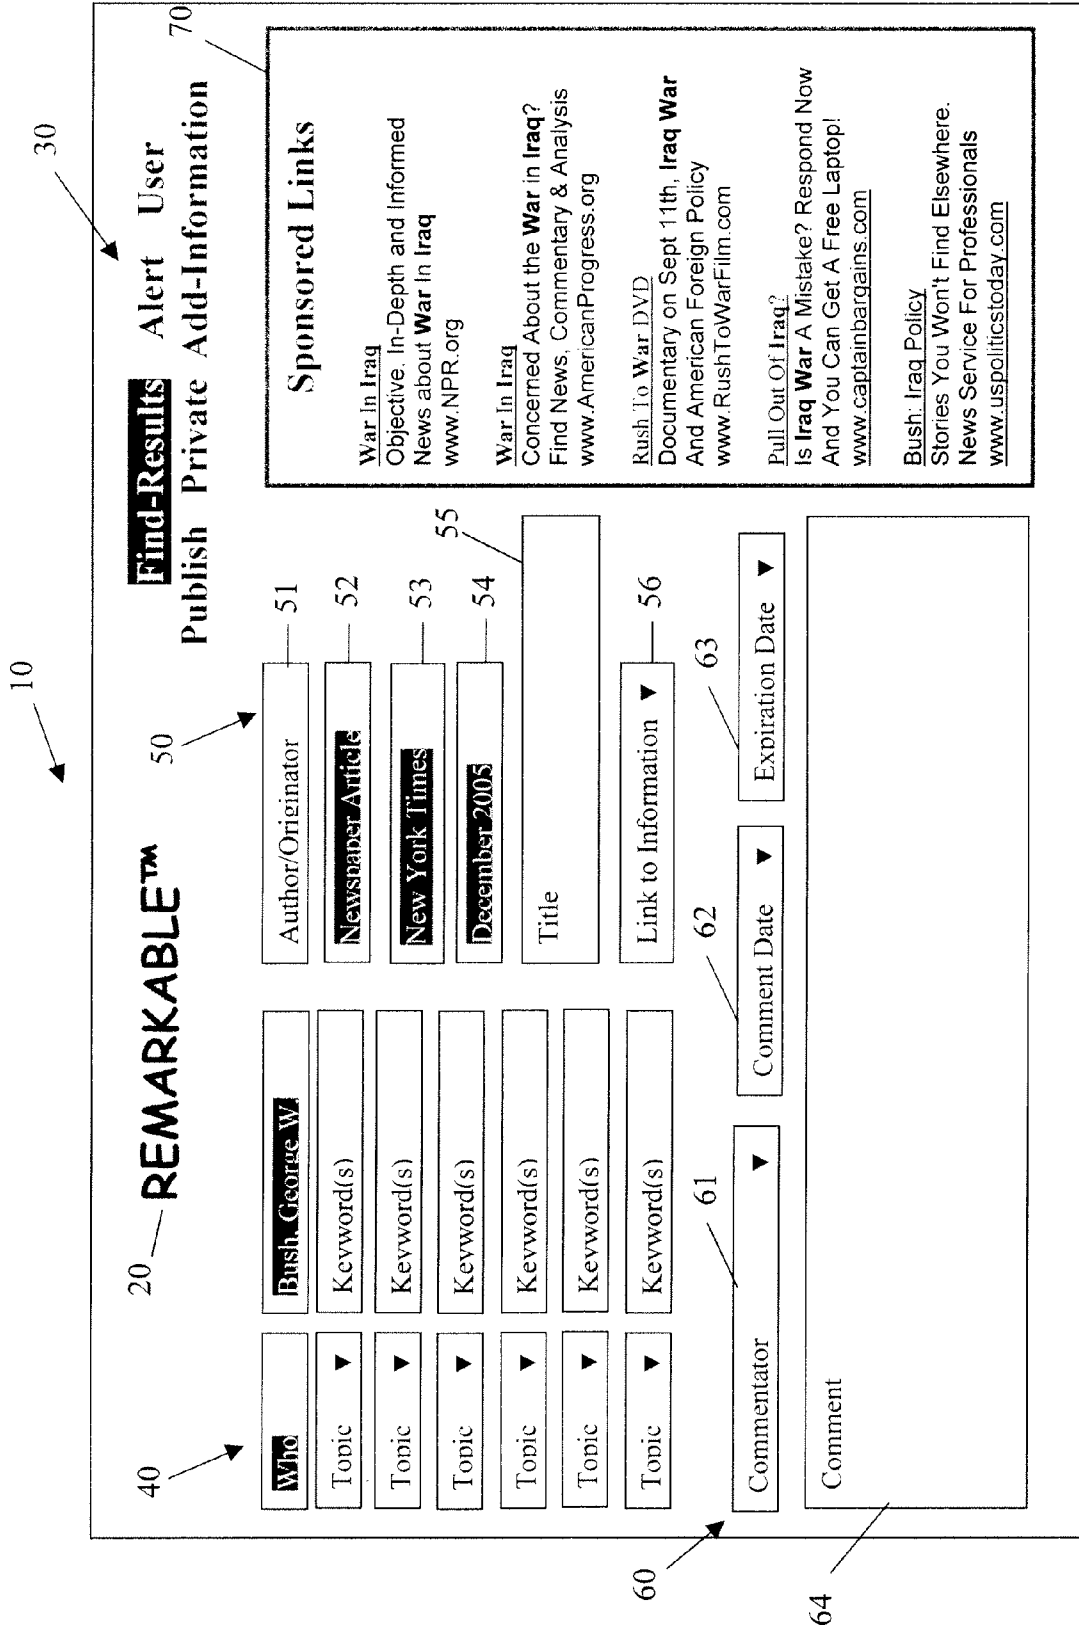 10
30
20
REMARKABLE™
Find-Results Alert User
Publish Private Add-Information
40
50
70
Who
Bush, George W.
Author/Originator
51
Topic ▼
Keyword(s)
Newspaper Article
52
Topic ▼
Keyword(s)
New York Times
53
Topic ▼
Keyword(s)
December 2005
54
Topic ▼
Keyword(s)
Title
55
Topic ▼
Keyword(s)
Topic ▼
Keyword(s)
Link to Information ▼
56
60
61
62
63
Commentator ▼
Comment Date ▼
Expiration Date ▼
Comment
64
Sponsored Links
War In Iraq
Objective, In-Depth and Informed
News about War In Iraq
www.NPR.org
War In Iraq
Concerned About the War in Iraq?
Find News, Commentary & Analysis
www.AmericanProgress.org
Rush To War DVD
Documentary on Sept 11th, Iraq War
And American Foreign Policy
www.RushToWarFilm.com
Pull Out Of Iraq?
Is Iraq War A Mistake? Respond Now
And You Can Get A Free Laptop!
www.captainbargains.com
Bush: Iraq Policy
Stories You Won't Find Elsewhere.
News Service For Professionals
www.uspoliticstoday.com